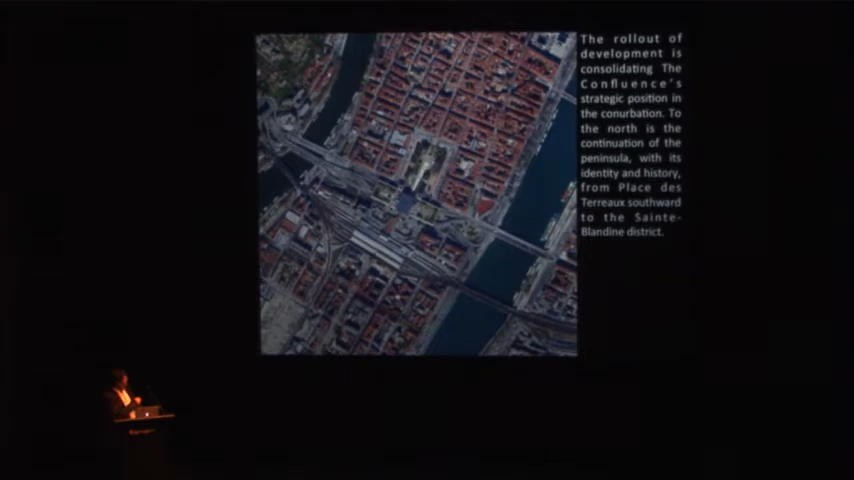 The rollout of
development is
consolidating The
Confluence's
strategic position in
the conurbation. To
the north is the
continuation of the
peninsula, with its
identity and history,
from Place des
Terreaux southward
to the Sainte-
Blandine district.